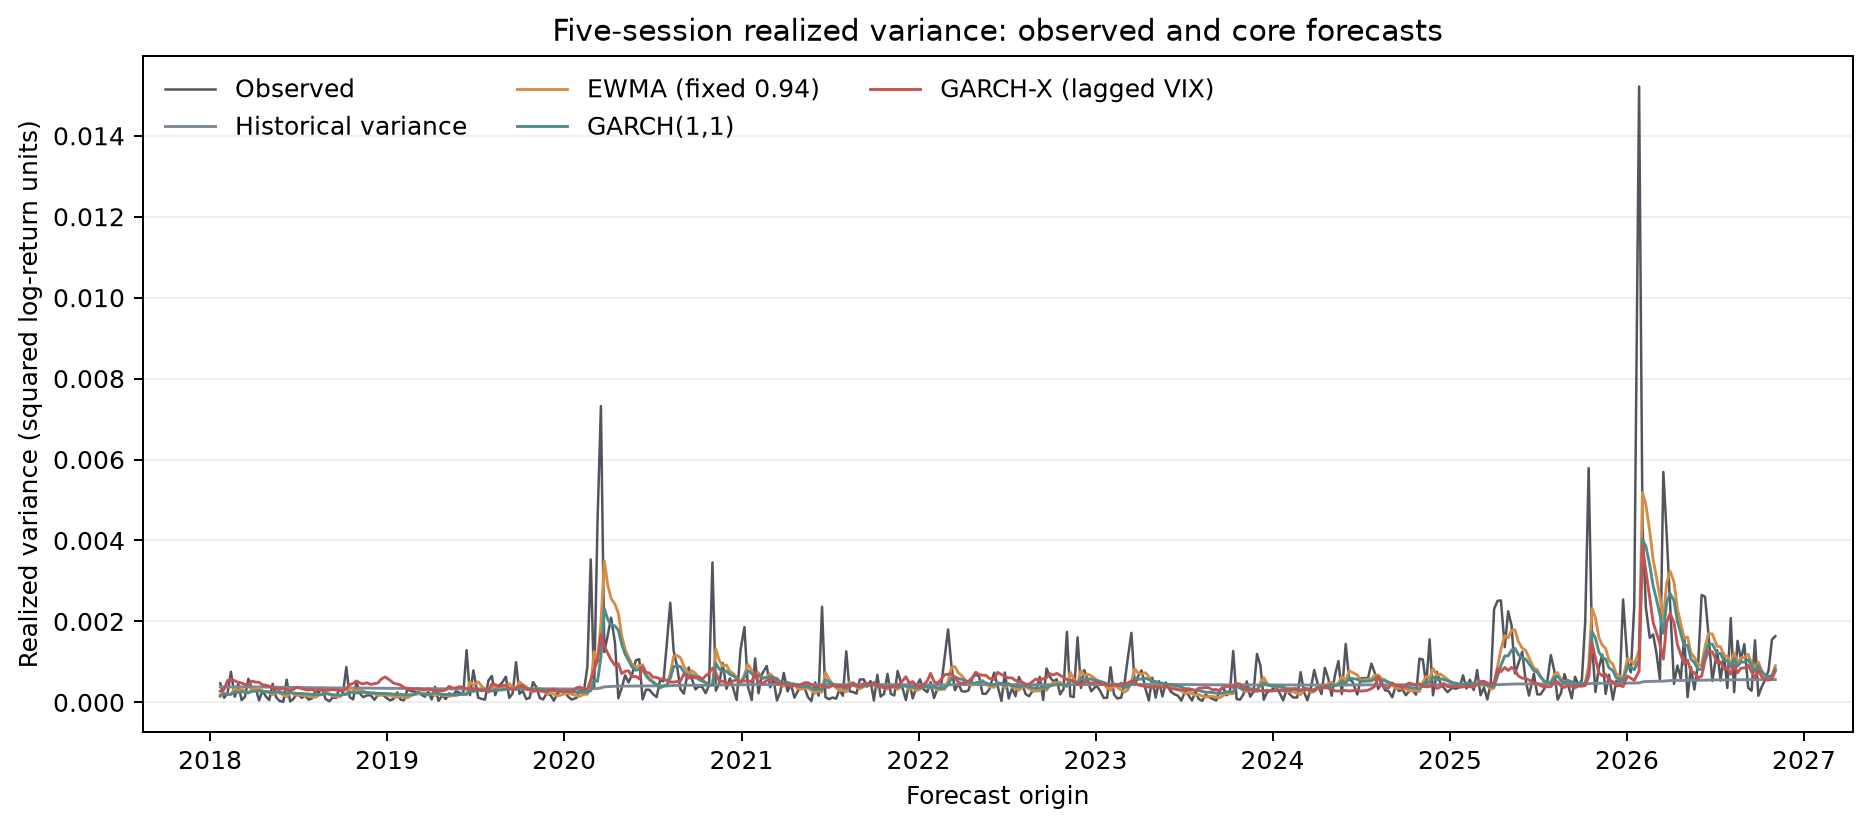 Five-session realized variance: observed and core forecasts
Observed
Historical variance
EWMA (fixed 0.94)
GARCH(1,1)
GARCH-X (lagged VIX)
Realized variance (squared log-return units)
0.014
0.012
0.010
0.008
0.006
0.004
0.002
0.000
2018 2019 2020 2021 2022 2023 2024 2025 2026 2027
Forecast origin